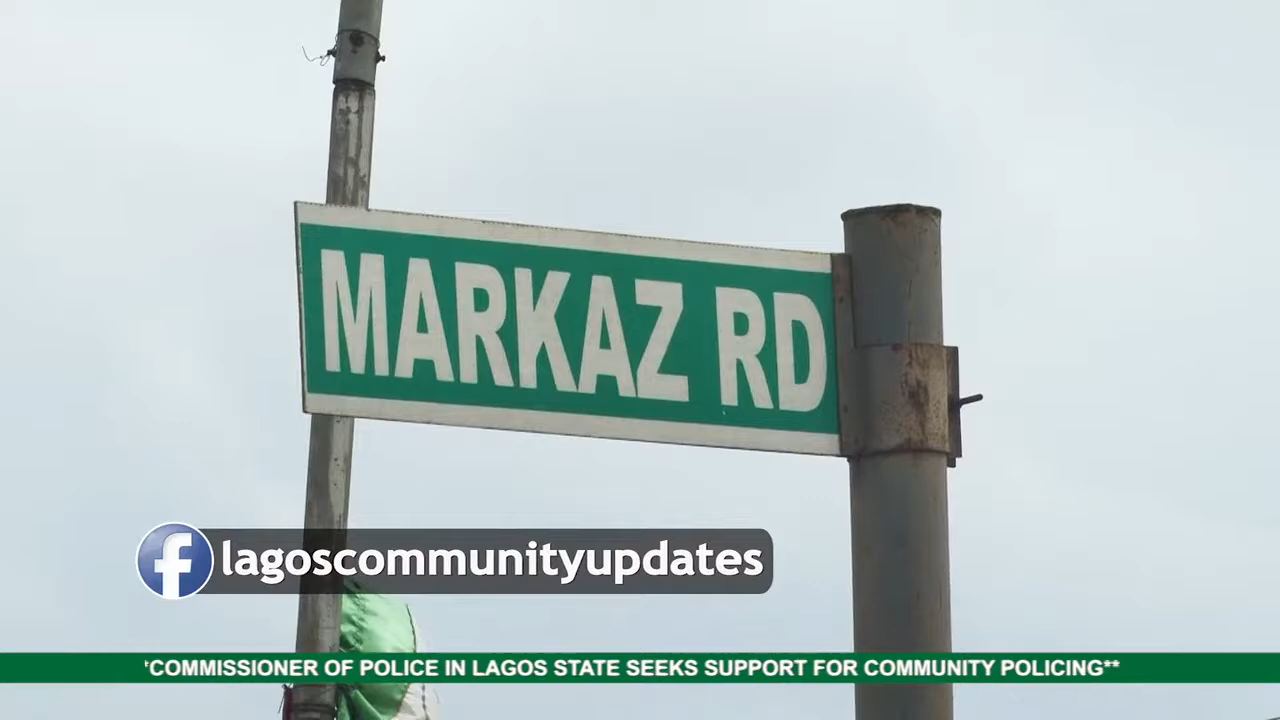 MARKAZ RD
f lagoscommunityupdates
*COMMISSIONER OF POLICE IN LAGOS STATE SEEKS SUPPORT FOR COMMUNITY POLICING**